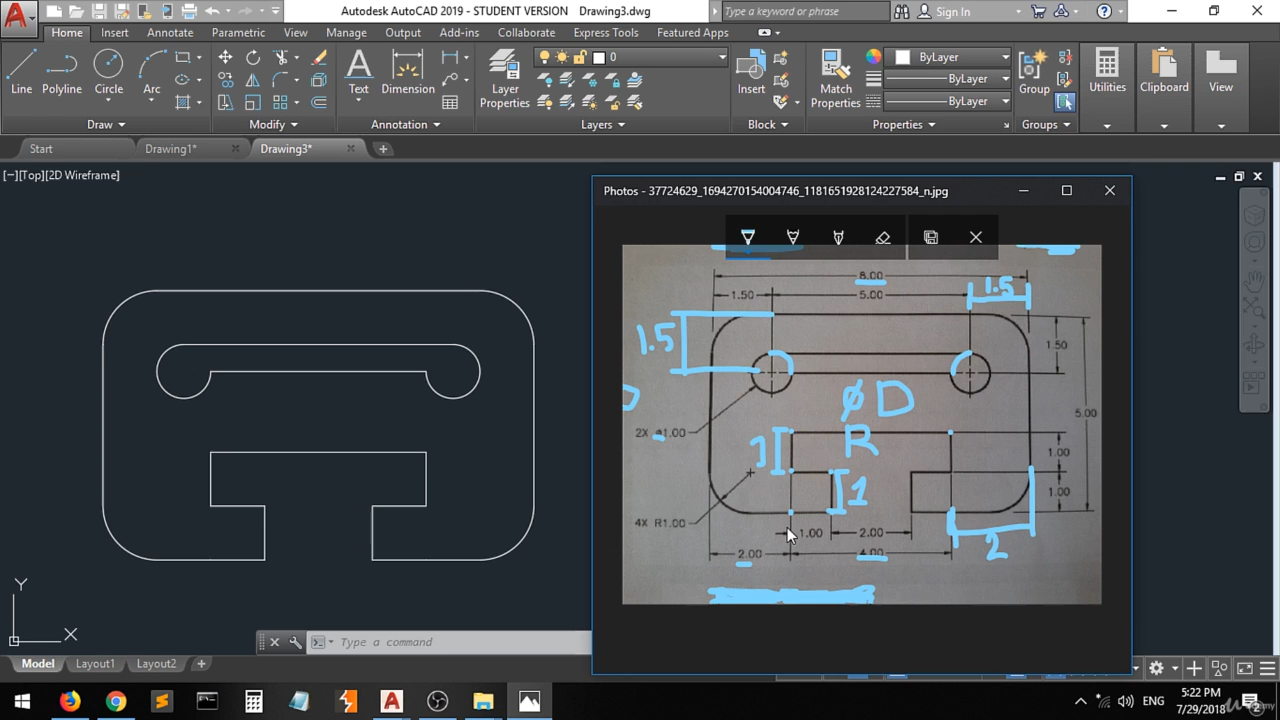 Autodesk AutoCAD 2019 - STUDENT VERSION Drawing3.dwg
Type a keyword or phrase
Sign In
Home Insert Annotate Parametric View Manage Output Add-ins Collaborate Express Tools Featured Apps
Line Polyline Circle Arc
Text Dimension
Layer Properties
0
Insert
Match Properties
ByLayer
ByLayer
ByLayer
Group
Utilities
Clipboard
View
Draw Modify Annotation Layers Block Properties Groups
Start Drawing1* Drawing3*
[−][Top][2D Wireframe]
Photos - 37724629_1694270154004746_1181651928124227584_n.jpg
8.00
1.5
1.50 5.00
1.5
1.50
ø D
5.00
2X ø1.00
R
1
1.00
1
1.00
4X R1.00
1.00 2.00
2
2.00 4.00
Y
X
Type a command
Model Layout1 Layout2
ENG
5:22 PM
7/29/2018
2